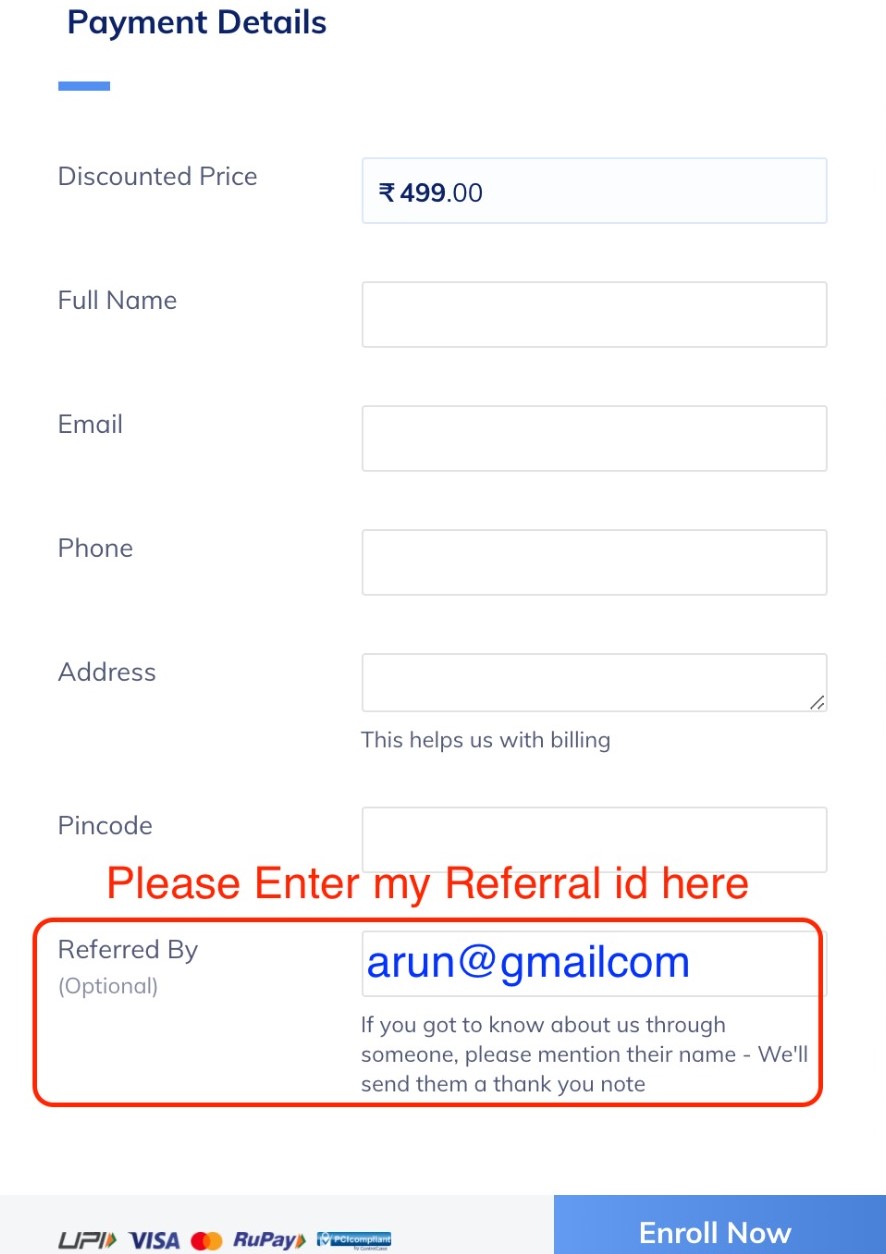 Payment Details
Discounted Price
₹ 499.00
Full Name
Email
Phone
Address
This helps us with billing
Pincode
Please Enter my Referral id here
Referred By
arun@gmailcom
(Optional)
If you got to know about us through
someone, please mention their name - We'll
send them a thank you note
UPI VISA RuPay PCI compliant
Enroll Now